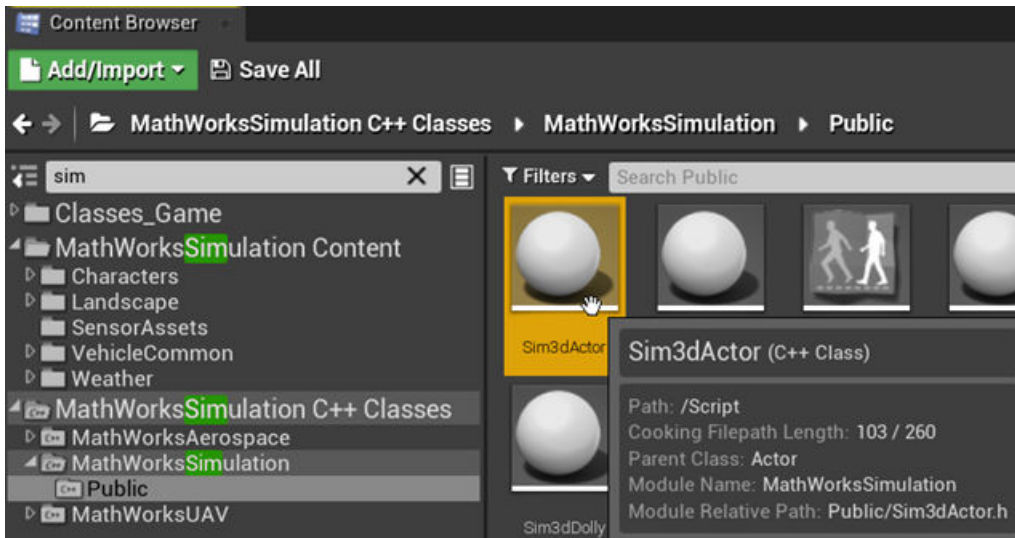 Content Browser
Add/Import Save All
MathWorksSimulation C++ Classes MathWorksSimulation Public
sim
Classes_Game
MathWorksSimulation Content
Characters
Landscape
SensorAssets
VehicleCommon
Weather
MathWorksSimulation C++ Classes
C++ MathWorksAerospace
MathWorksSimulation
C++ Public
C++ MathWorksUAV
Filters Search Public
Sim3dActor
Sim3dActor (C++ Class)
Path: /Script
Cooking Filepath Length: 103 / 260
Parent Class: Actor
Module Name: MathWorksSimulation
Module Relative Path: Public/Sim3dActor.h
Sim3dDolly